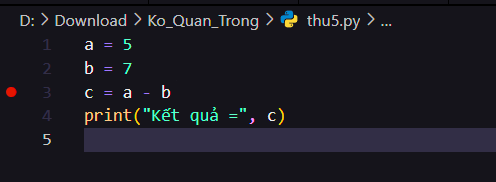 D: > Download > Ko_Quan_Trong > thu5.py > ...
1 a = 5
2 b = 7
3 c = a - b
4 print("Kết quả =", c)
5